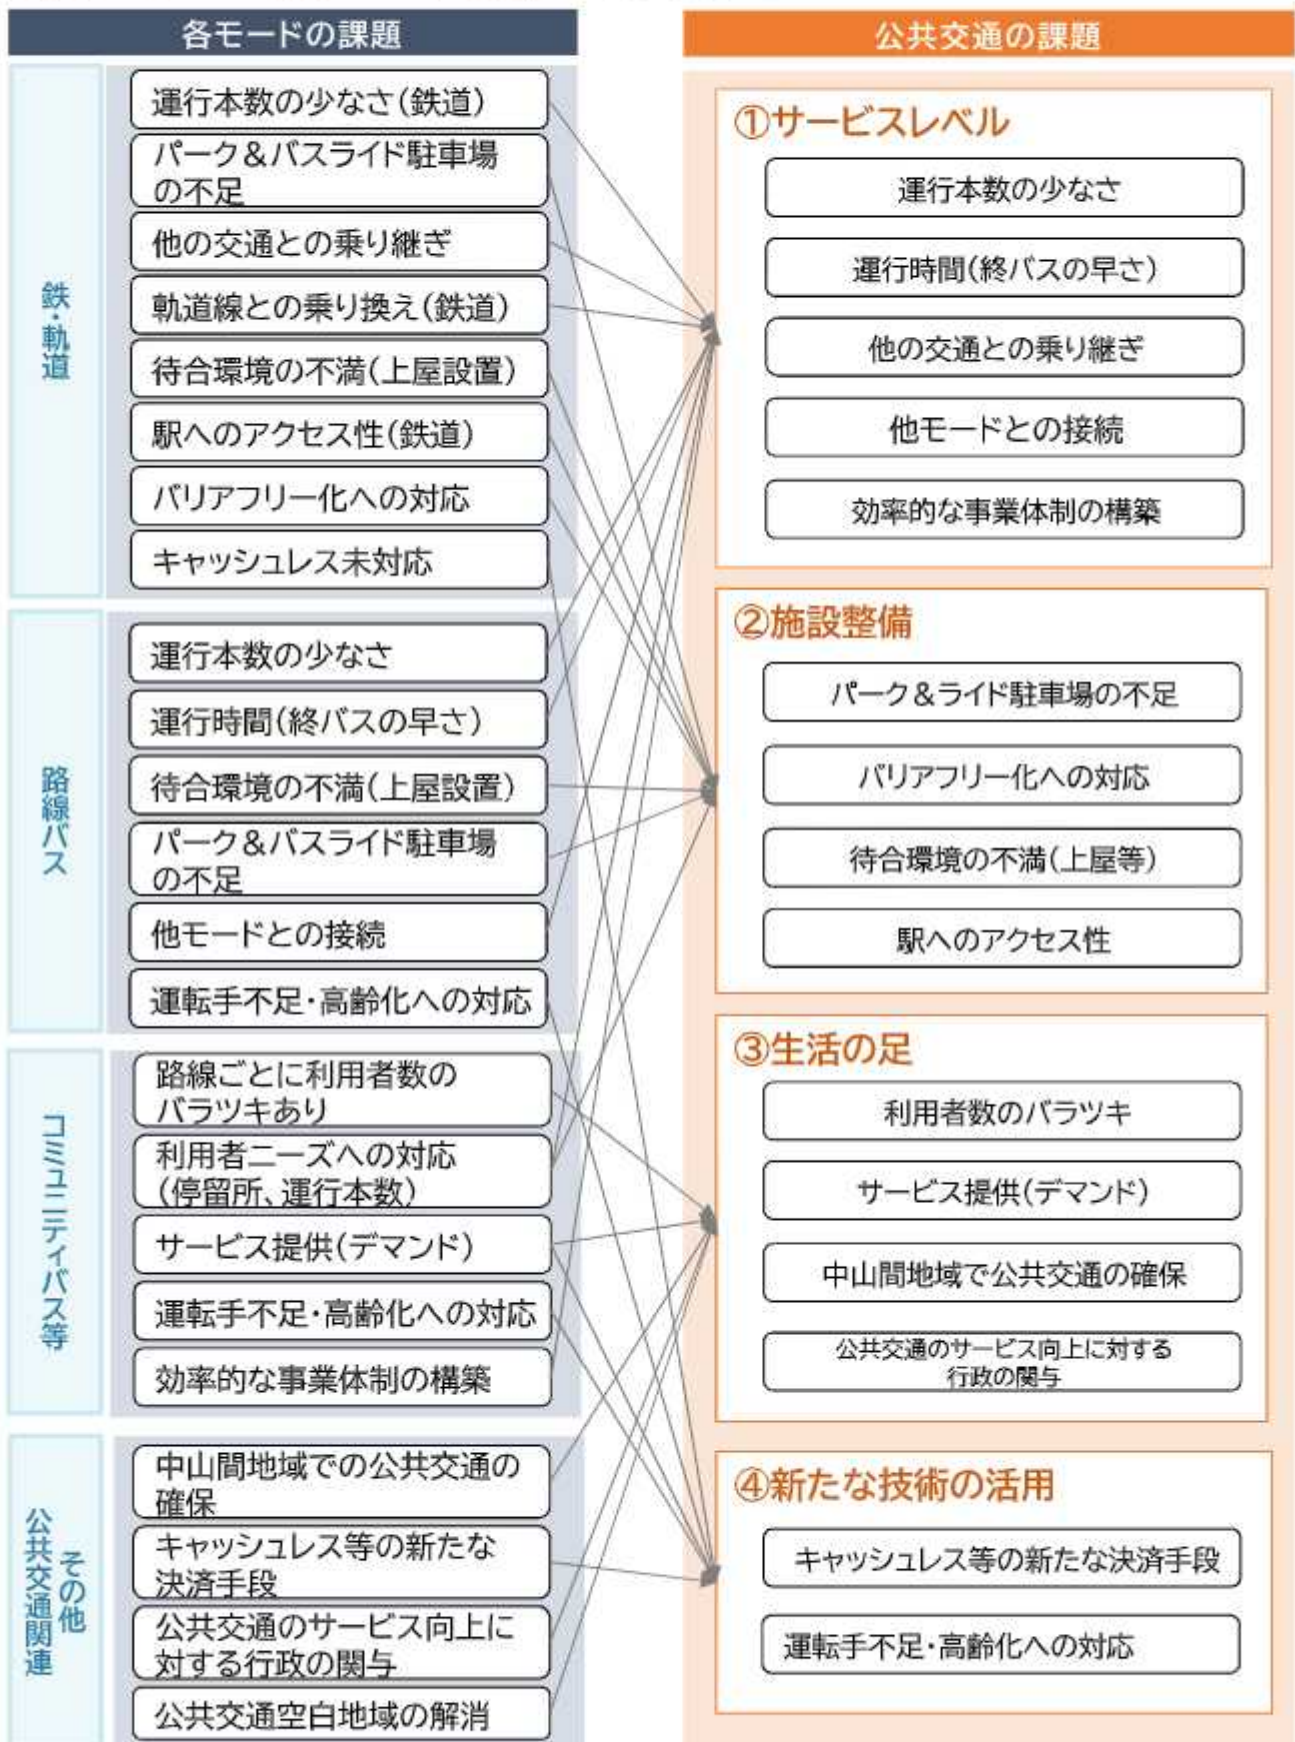 各モードの課題
鉄・軌道
運行本数の少なさ(鉄道)
パーク&バスライド駐車場
の不足
他の交通との乗り継ぎ
軌道線との乗り換え(鉄道)
待合環境の不満(上屋設置)
駅へのアクセス性(鉄道)
バリアフリー化への対応
キャッシュレス未対応
路線バス
運行本数の少なさ
運行時間(終バスの早さ)
待合環境の不満(上屋設置)
パーク&バスライド駐車場
の不足
他モードとの接続
運転手不足・高齢化への対応
コミュニティバス等
路線ごとに利用者数の
バラツキあり
利用者ニーズへの対応
(停留所、運行本数)
サービス提供(デマンド)
運転手不足・高齢化への対応
効率的な事業体制の構築
その他
公共交通関連
中山間地域での公共交通の
確保
キャッシュレス等の新たな
決済手段
公共交通のサービス向上に
対する行政の関与
公共交通空白地域の解消
公共交通の課題
①サービスレベル
運行本数の少なさ
運行時間(終バスの早さ)
他の交通との乗り継ぎ
他モードとの接続
効率的な事業体制の構築
②施設整備
パーク&ライド駐車場の不足
バリアフリー化への対応
待合環境の不満(上屋等)
駅へのアクセス性
③生活の足
利用者数のバラツキ
サービス提供(デマンド)
中山間地域で公共交通の確保
公共交通のサービス向上に対する
行政の関与
④新たな技術の活用
キャッシュレス等の新たな決済手段
運転手不足・高齢化への対応